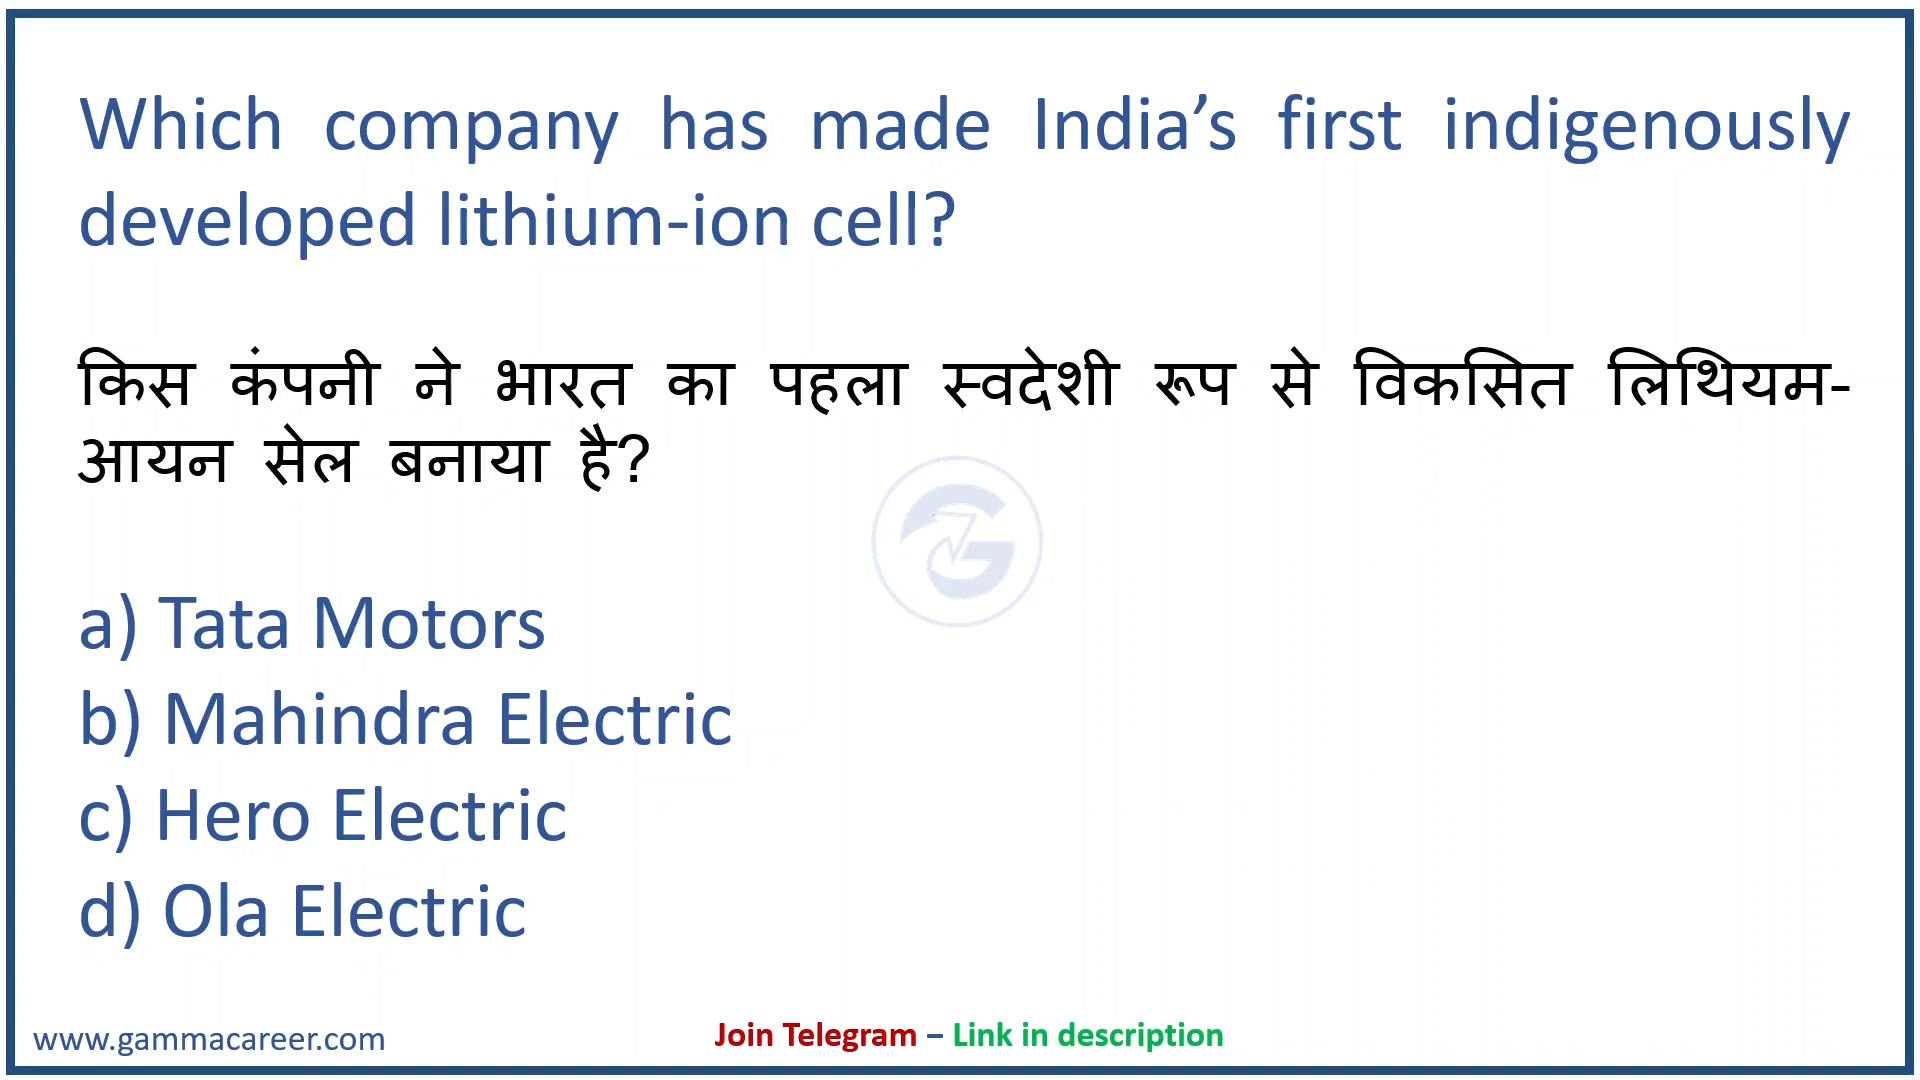 Which company has made India’s first indigenously
developed lithium-ion cell?
किस कंपनी ने भारत का पहला स्वदेशी रूप से विकसित लिथियम-
आयन सेल बनाया है?
a) Tata Motors
b) Mahindra Electric
c) Hero Electric
d) Ola Electric
www.gammacareer.com
Join Telegram – Link in description